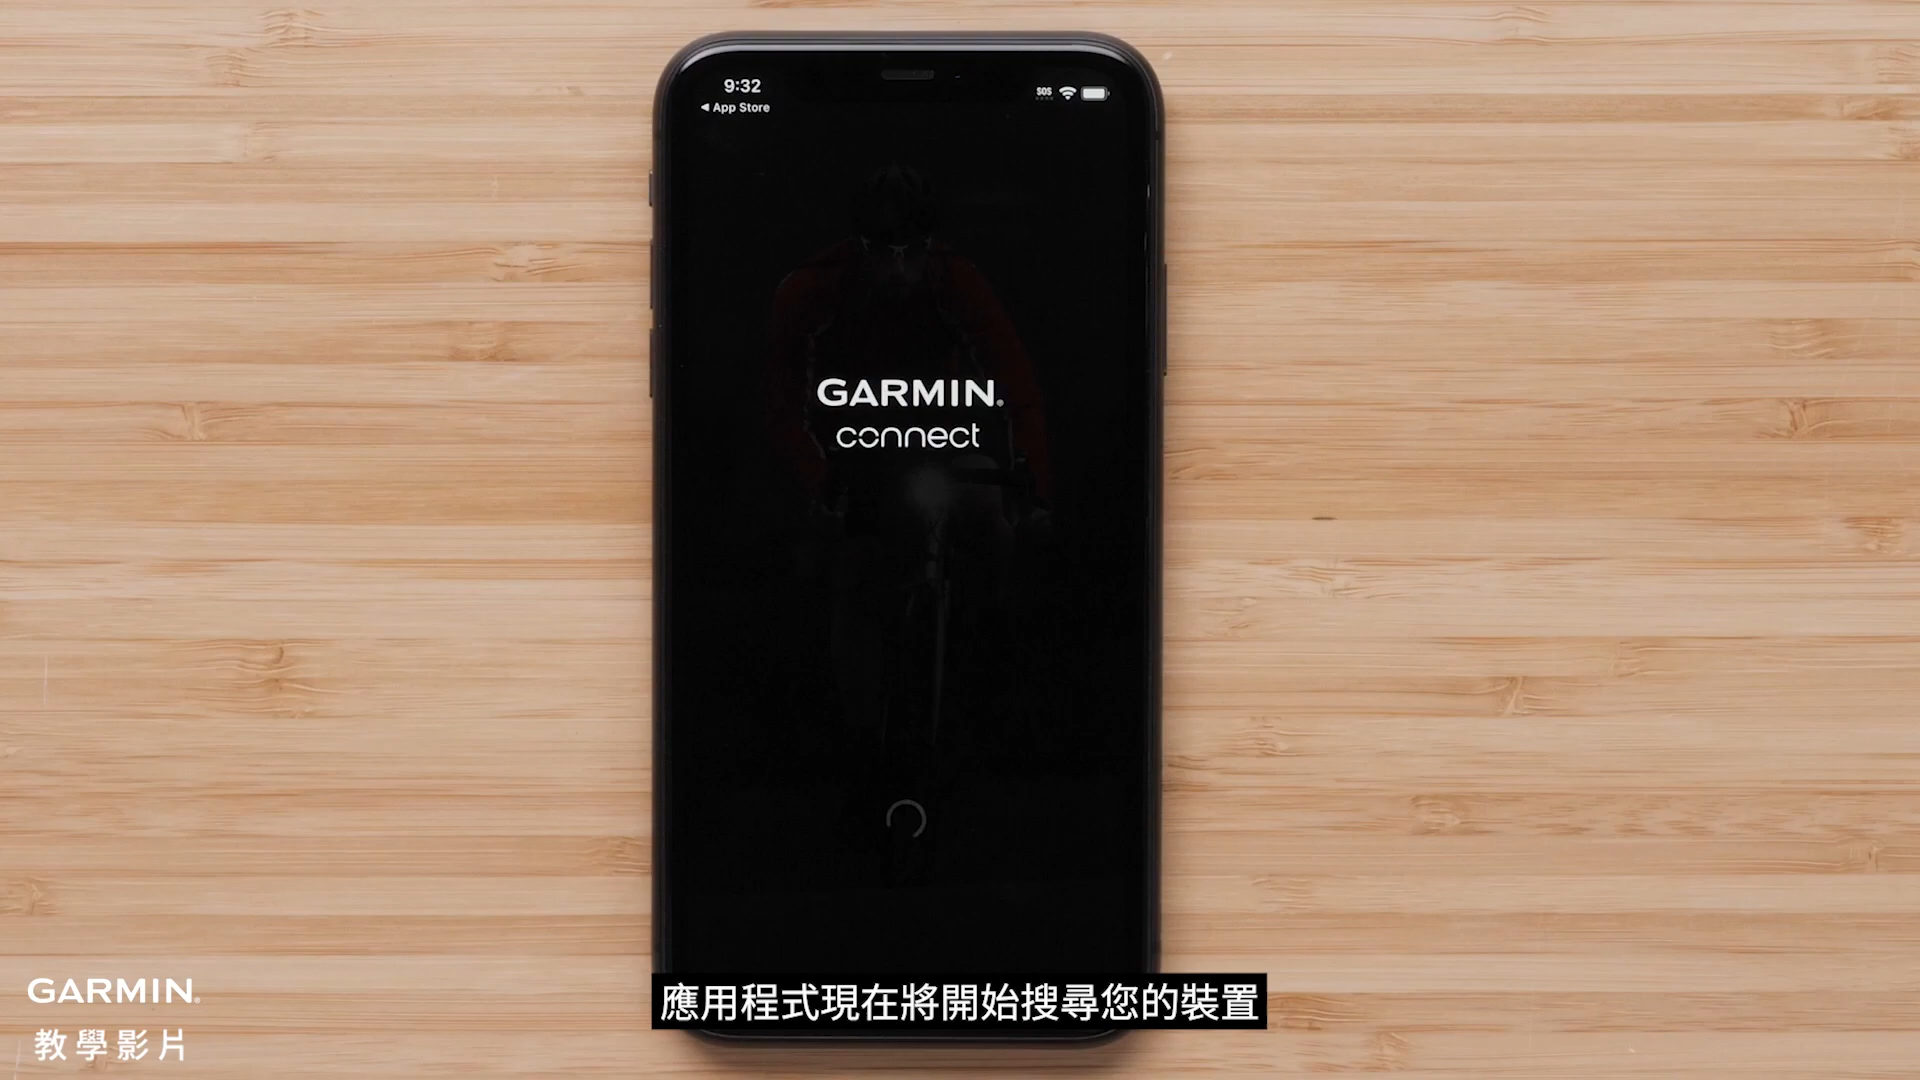 9:32
SOS
◀ App Store
GARMIN®
connect
應用程式現在將開始搜尋您的裝置
GARMIN®
教學影片